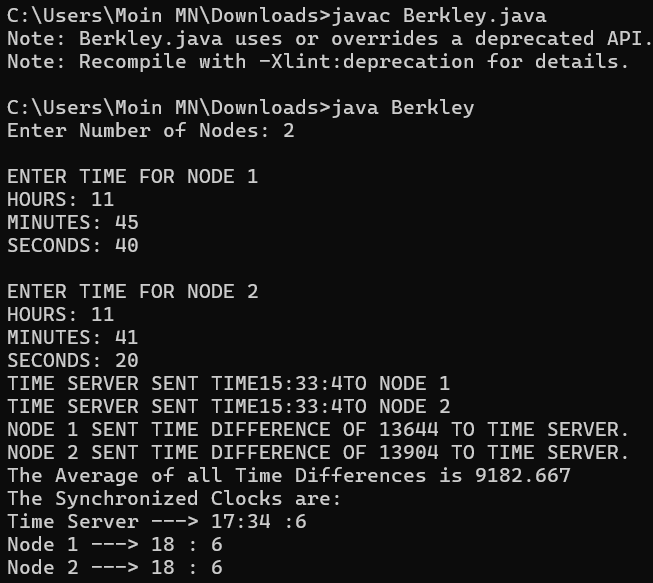 C:\Users\Moin MN\Downloads>javac Berkley.java
Note: Berkley.java uses or overrides a deprecated API.
Note: Recompile with -Xlint:deprecation for details.
C:\Users\Moin MN\Downloads>java Berkley
Enter Number of Nodes: 2
ENTER TIME FOR NODE 1
HOURS: 11
MINUTES: 45
SECONDS: 40
ENTER TIME FOR NODE 2
HOURS: 11
MINUTES: 41
SECONDS: 20
TIME SERVER SENT TIME15:33:4TO NODE 1
TIME SERVER SENT TIME15:33:4TO NODE 2
NODE 1 SENT TIME DIFFERENCE OF 13644 TO TIME SERVER.
NODE 2 SENT TIME DIFFERENCE OF 13904 TO TIME SERVER.
The Average of all Time Differences is 9182.667
The Synchronized Clocks are:
Time Server ---> 17:34 :6
Node 1 ---> 18 : 6
Node 2 ---> 18 : 6